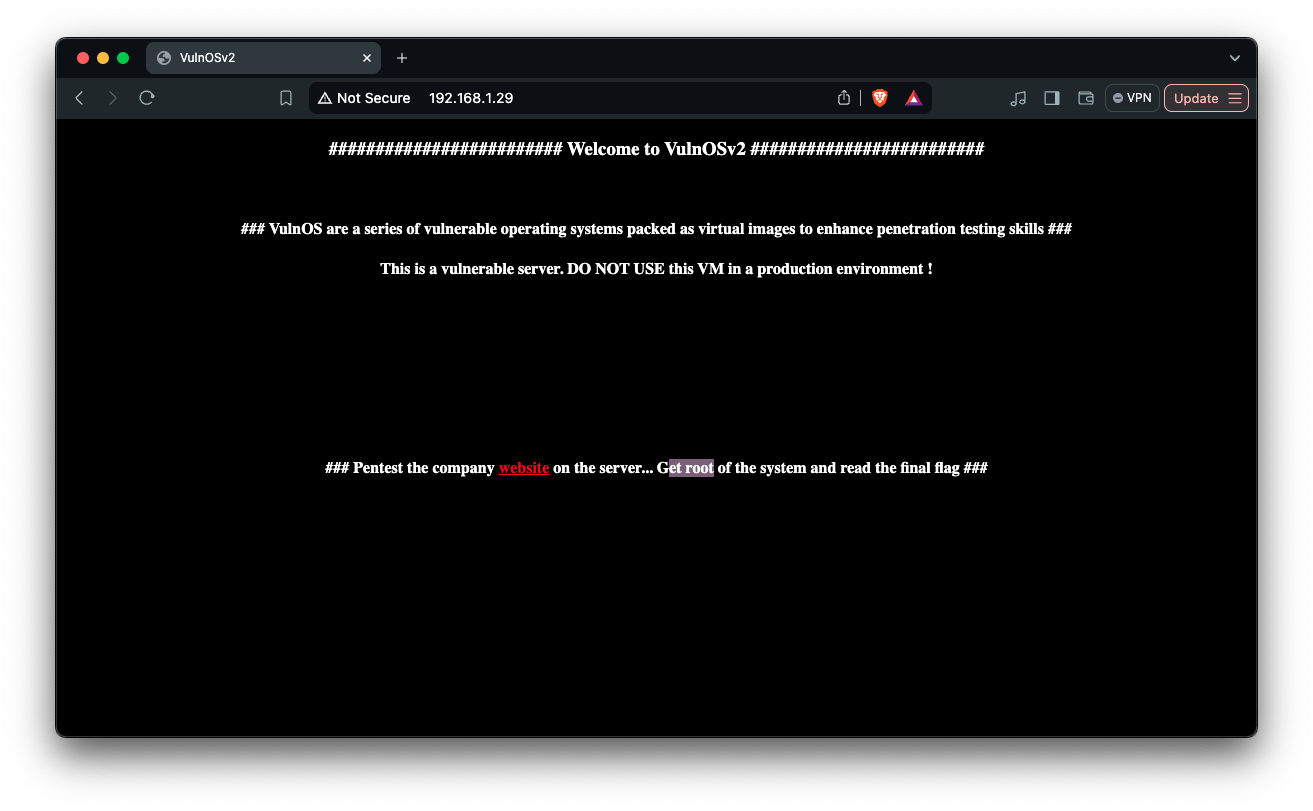 VulnOSv2
Not Secure 192.168.1.29 VPN Update
######################### Welcome to VulnOSv2 #########################
### VulnOS are a series of vulnerable operating systems packed as virtual images to enhance penetration testing skills ###
This is a vulnerable server. DO NOT USE this VM in a production environment !
### Pentest the company website on the server... Get root of the system and read the final flag ###